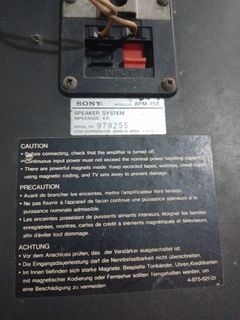 INPUT
SONY MODEL NO. APM-15B
SPEAKER SYSTEM
IMPEDANCE 8Ω
SERIAL NO. 979255
SONY CORPORATION MADE IN JAPAN
CAUTION
• Before connecting, check that the amplifier is turned off.
• Continuous input power must not exceed the nominal power handling capacity.
• There are powerful magnets inside. Keep recorded tapes, watches, credit cards
using magnetic coding, and TV sets away to prevent damage.
PRECAUTION
• Avant de brancher les enceintes, mettre l'amplificateur hors tension.
• Ne pas fournir à l'appareil de façon continue une puissance supérieure à la
puissance nominale admissible.
• Les enceintes possèdant de puissants aimants intérieurs, éloignez les bandes
enregistrées, montres, cartes de crédit à éléments magnétiques et téléviseurs,
afin d'éviter tout dommage.
ACHTUNG
• Vor dem Anschluss prüfen, das der Verstärker ausgeschaltet ist.
• Die Eingangsdauerleistung darf die Nennbelastbarkeit nicht überschreiten.
• Im Innern befinden sich starke Magnete. Bespielte Tonbänder, Uhren, Kreditkarten
mit magnetischer Kodierung oder Fernseher sollten ferngehalten werden, um
eine Beschädigung zu vermeiden.
4-875-621-01